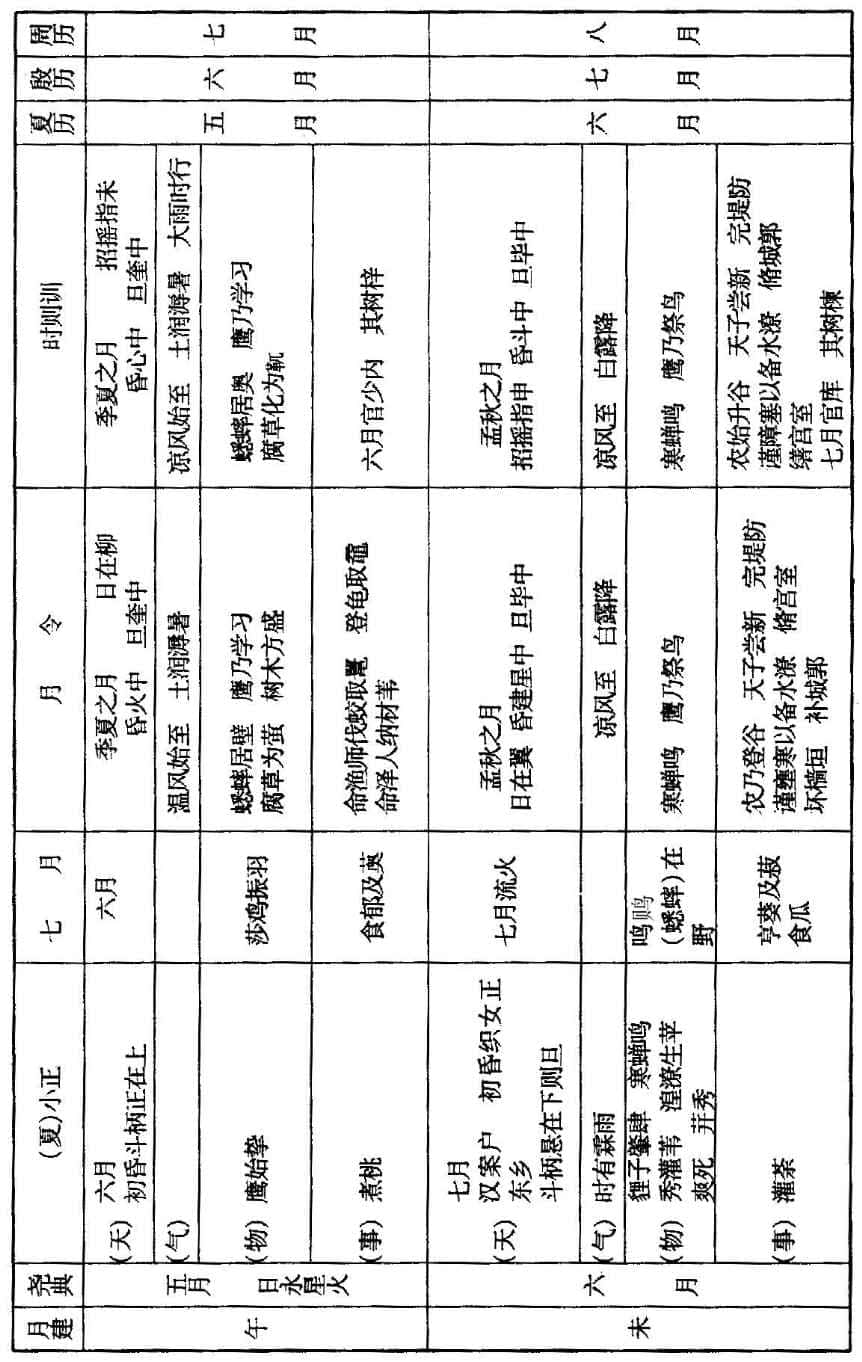 月建
尧典
(夏)小正
七 月
月 令
时则训
夏历
殷历
周历
午
五月
日永星火
(天)
六月
初昏斗柄正在上
六月
季夏之月 日在柳
昏火中 旦奎中
季夏之月 招摇指未
昏心中 旦奎中
五 月
六 月
七 月
(气)
温风始至 土润溽暑
凉风始至 土润溽暑 大雨时行
(物) 鹰始挚
莎鸡振羽
蟋蟀居壁 鹰乃学习
腐草为萤 树木方盛
蟋蟀居奥 鹰乃学习
腐草化为蚈
(事) 煮桃
食郁及薁
命渔师伐蛟取鼍 登龟取鼋
命泽人纳材苇
六月官少内 其树梓
未
六 月
(天)
七月
汉案户 初昏织女正
东乡
斗柄悬在下则旦
七月流火
孟秋之月
日在翼 昏建星中 旦毕中
孟秋之月
招摇指申 昏斗中 旦毕中
六 月
七 月
八 月
(气) 时有霖雨
凉风至 白露降
凉风至 白露降
(物)
狸子肇肆 寒蝉鸣
秀雚苇 湟潦生苹
爽死 荓秀
鸣鵙
(蟋蟀)在
野
寒蝉鸣 鹰乃祭鸟
寒蝉鸣 鹰乃祭鸟
(事) 灌荼
亨葵及菽
食瓜
农乃登谷 天子尝新 完堤防
谨壅塞以备水潦 脩宫室
坏樯垣 补城郭
农始升谷 天子尝新 完堤防
谨障塞以备水潦 脩城郭
缮宫室
七月官库 其树楝